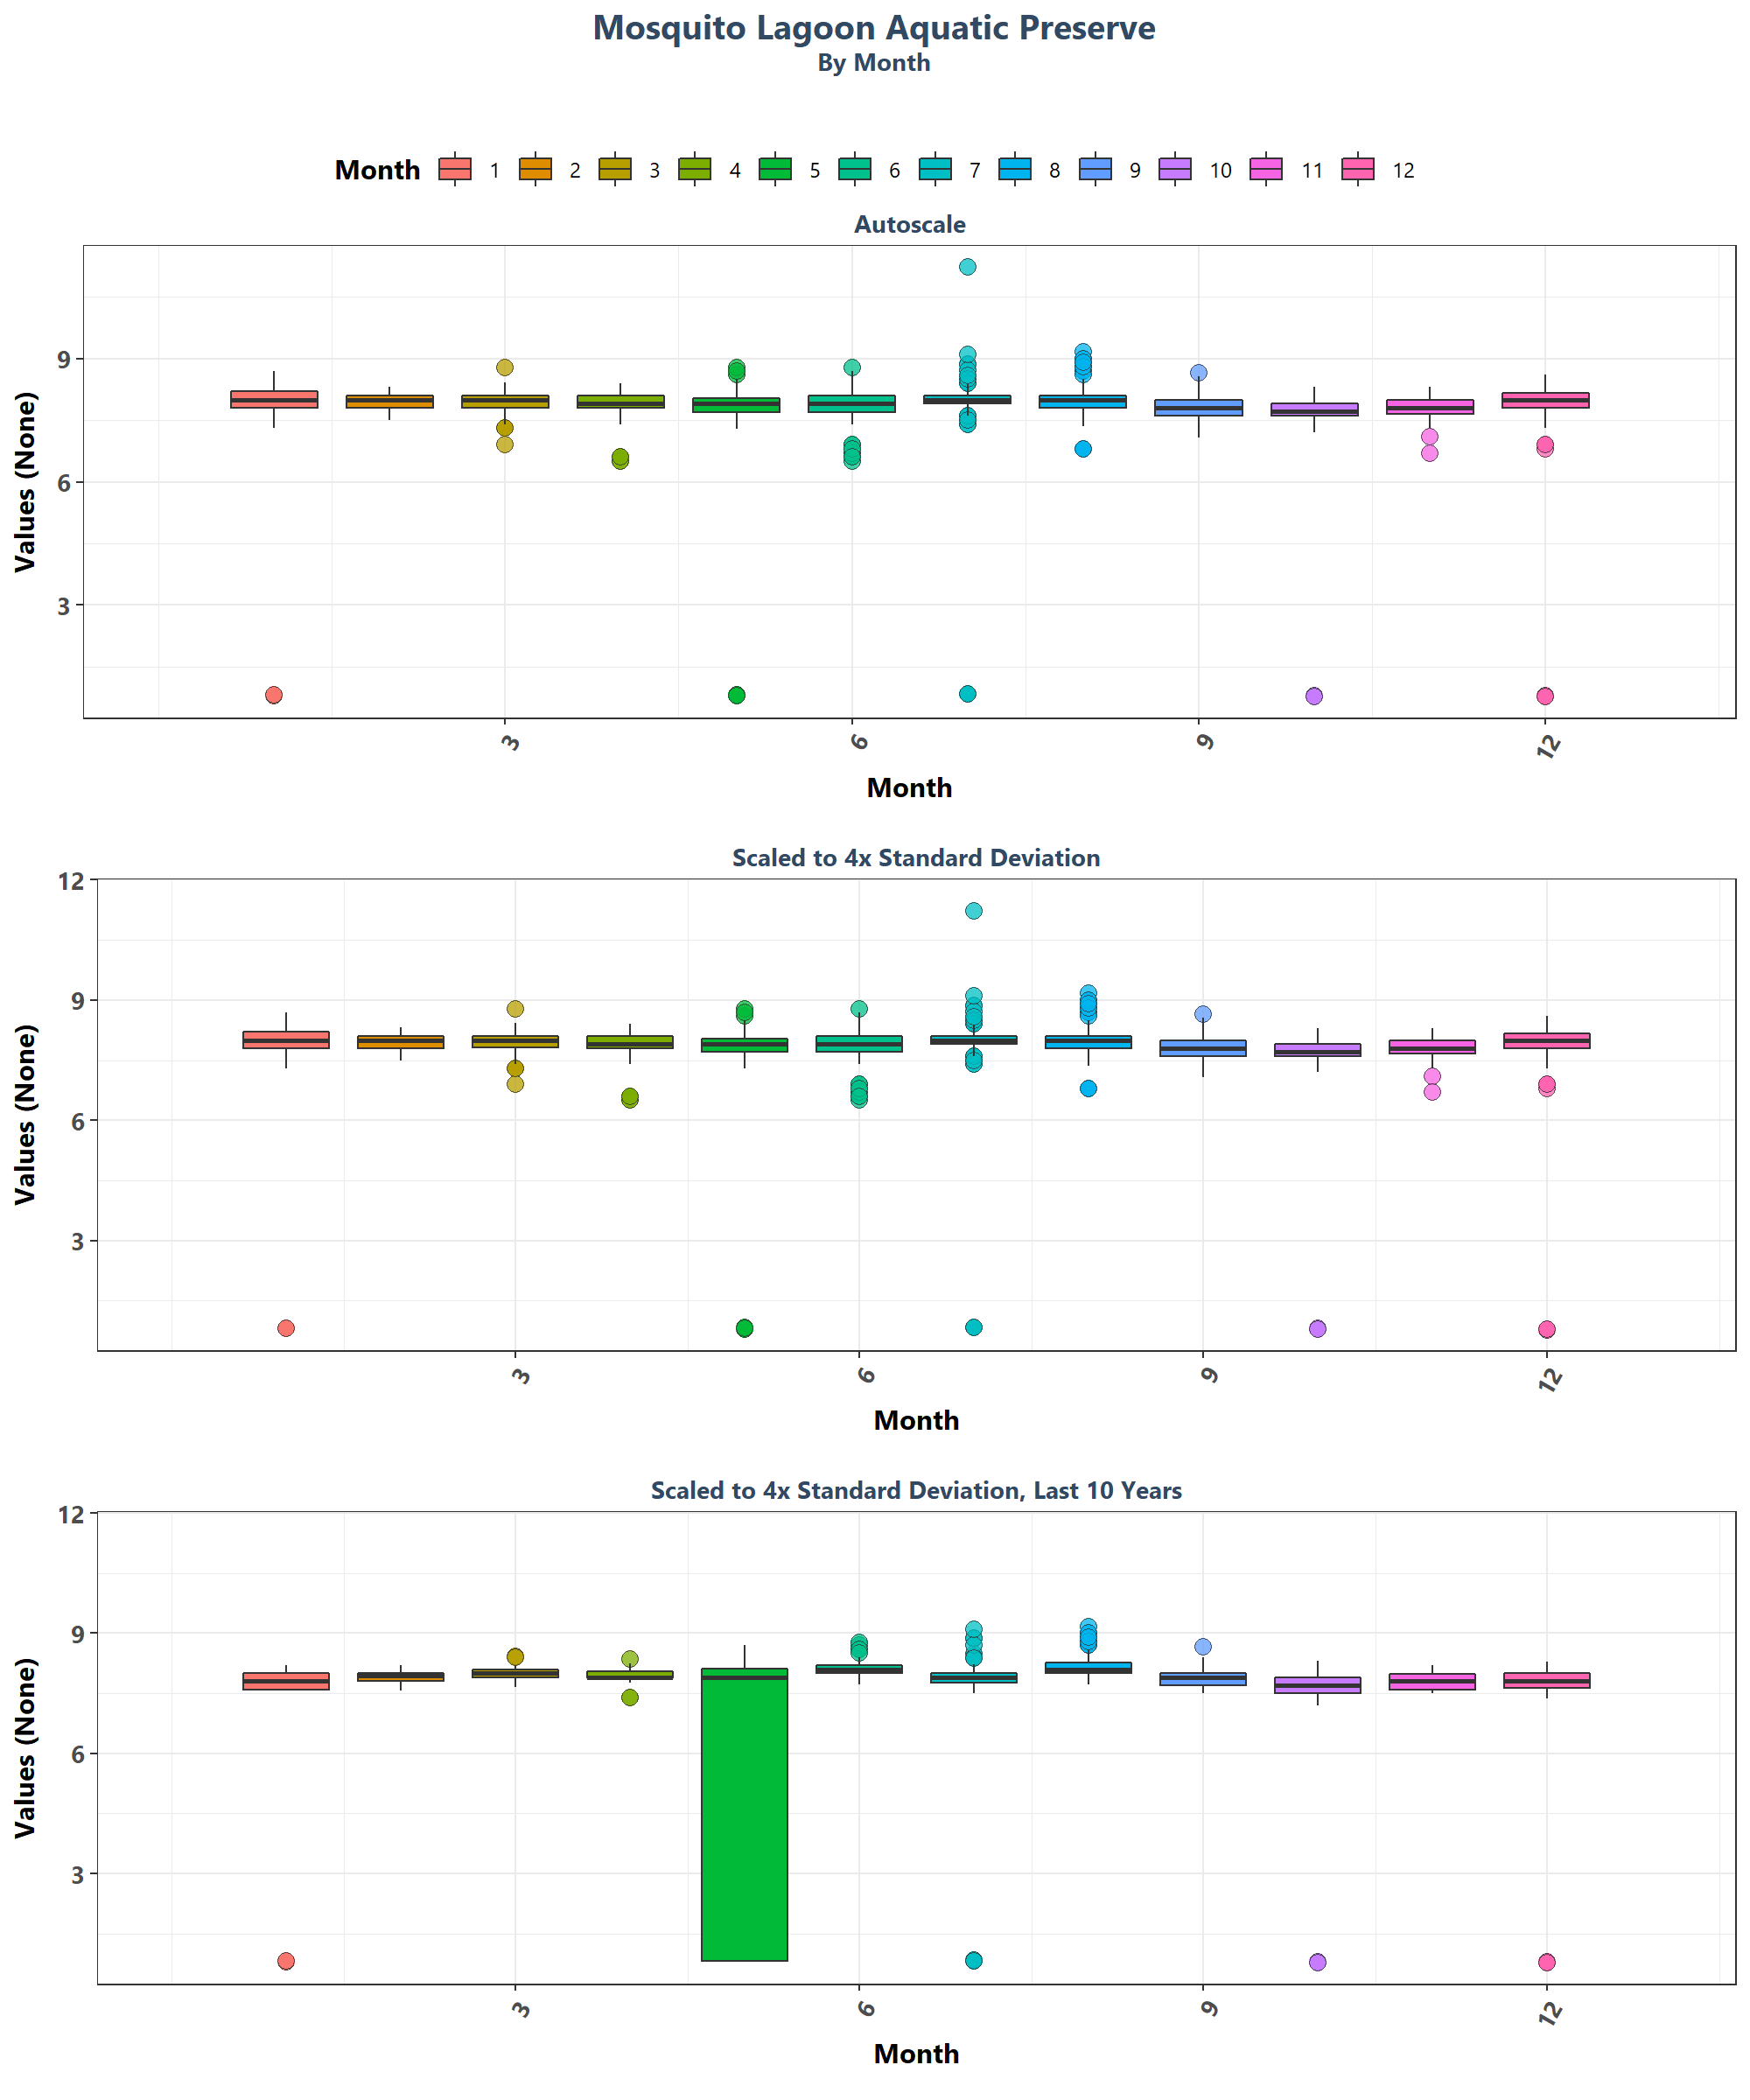 Mosquito Lagoon Aquatic Preserve
By Month
Month 1 2 3 4 5 6 7 8 9 10 11 12
Autoscale
Values (None)
9
6
3
3 6 9 12
Month
Scaled to 4x Standard Deviation
Values (None)
12
9
6
3
3 6 9 12
Month
Scaled to 4x Standard Deviation, Last 10 Years
Values (None)
12
9
6
3
3 6 9 12
Month